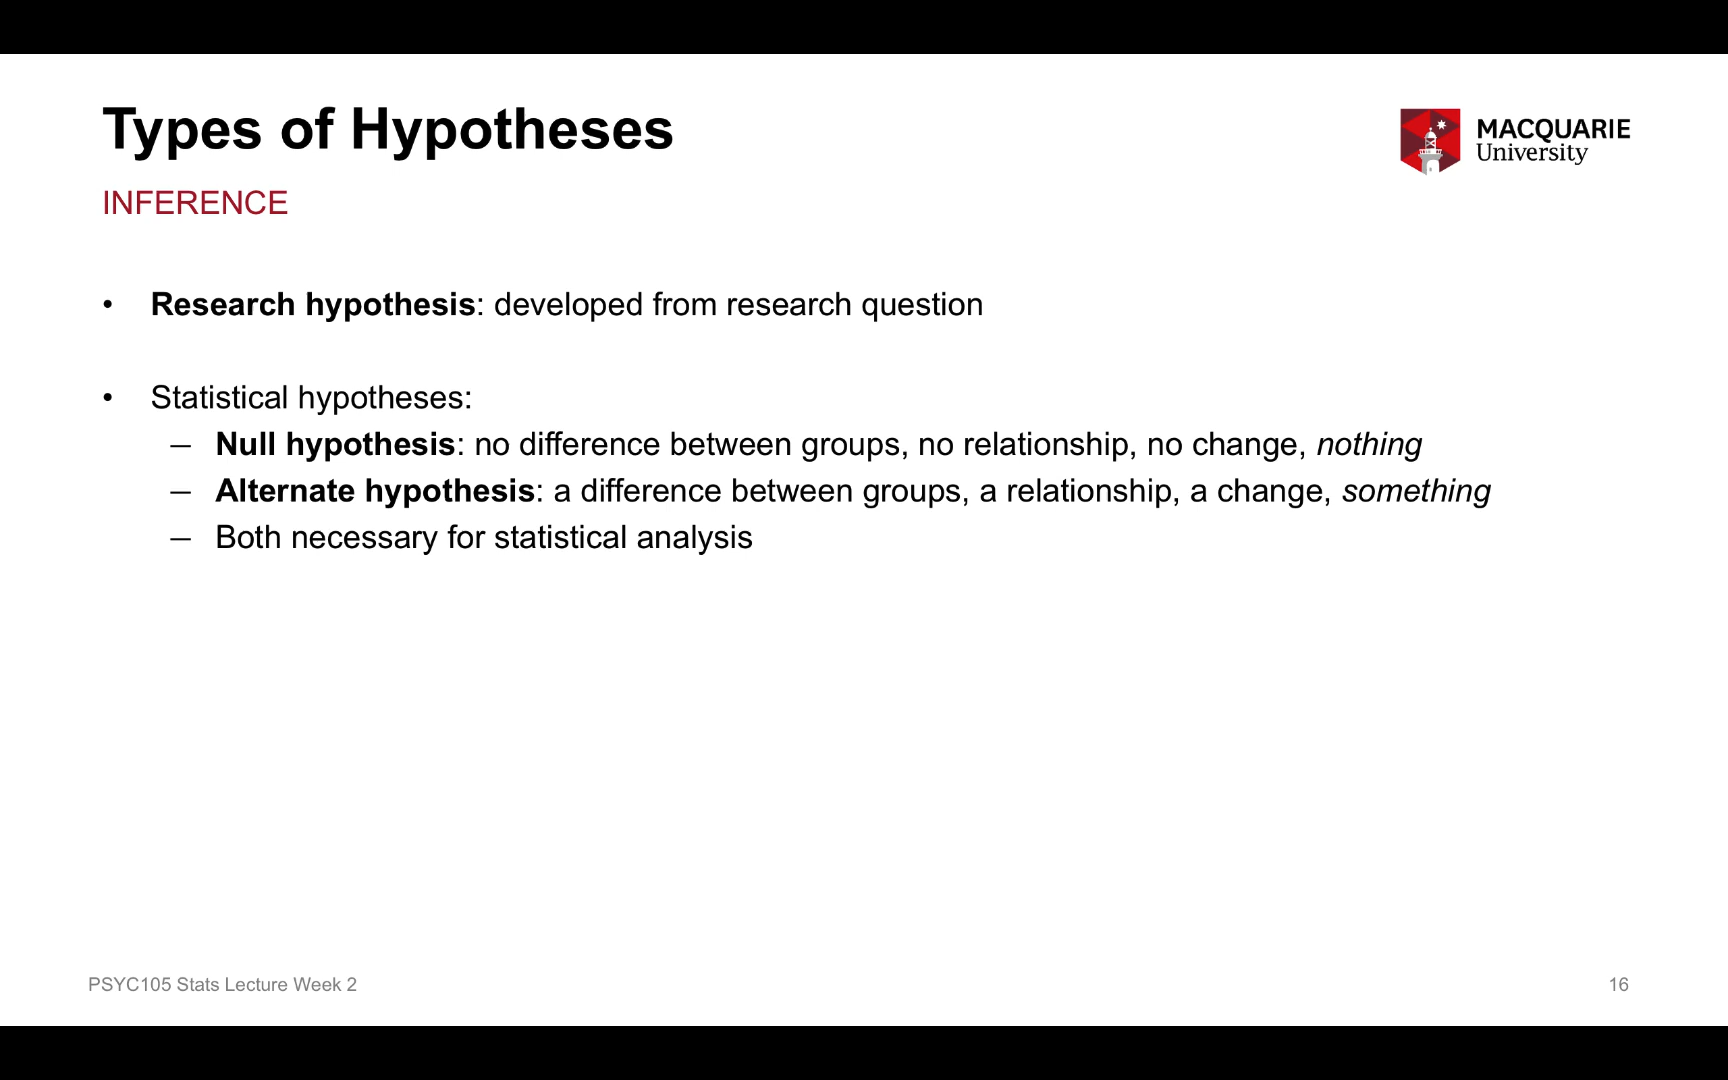 Types of Hypotheses
MACQUARIE
University
INFERENCE
• Research hypothesis: developed from research question
• Statistical hypotheses:
– Null hypothesis: no difference between groups, no relationship, no change, nothing
– Alternate hypothesis: a difference between groups, a relationship, a change, something
– Both necessary for statistical analysis
PSYC105 Stats Lecture Week 2
16